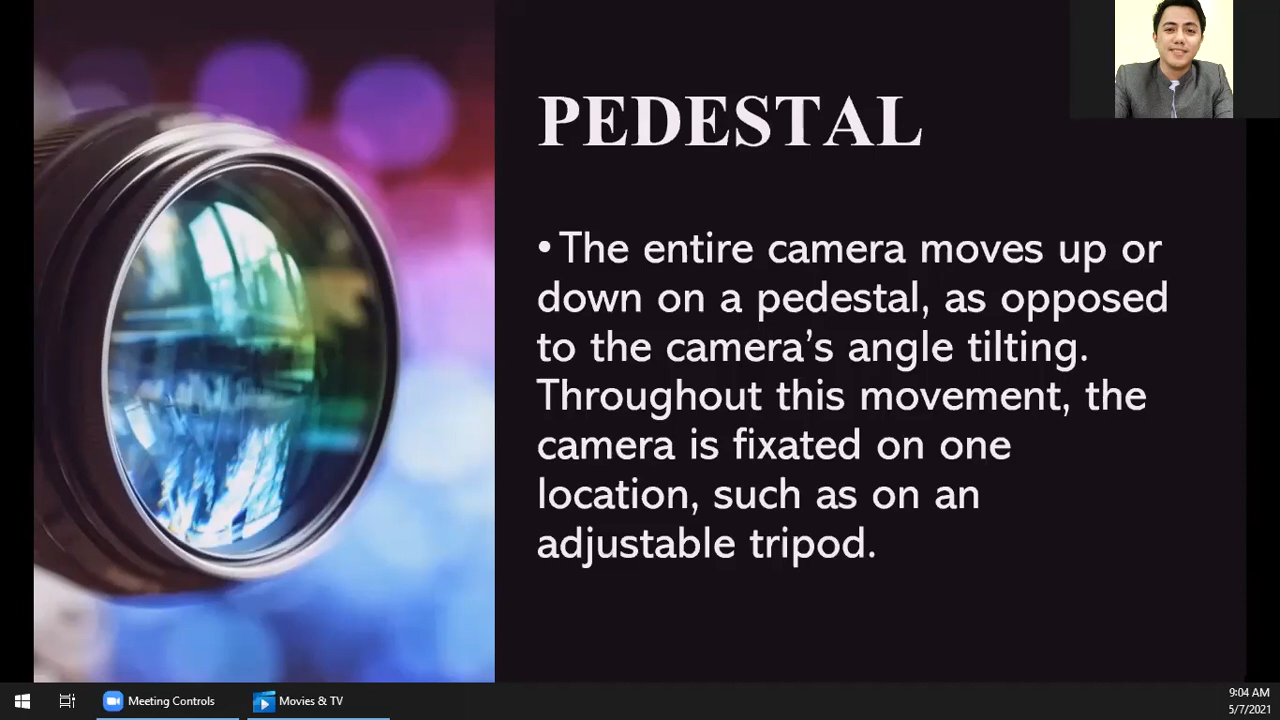 PEDESTAL
• The entire camera moves up or
down on a pedestal, as opposed
to the camera’s angle tilting.
Throughout this movement, the
camera is fixated on one
location, such as on an
adjustable tripod.
Meeting Controls
Movies & TV
9:04 AM
5/7/2021